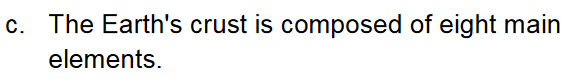 c. The Earth's crust is composed of eight main
elements.